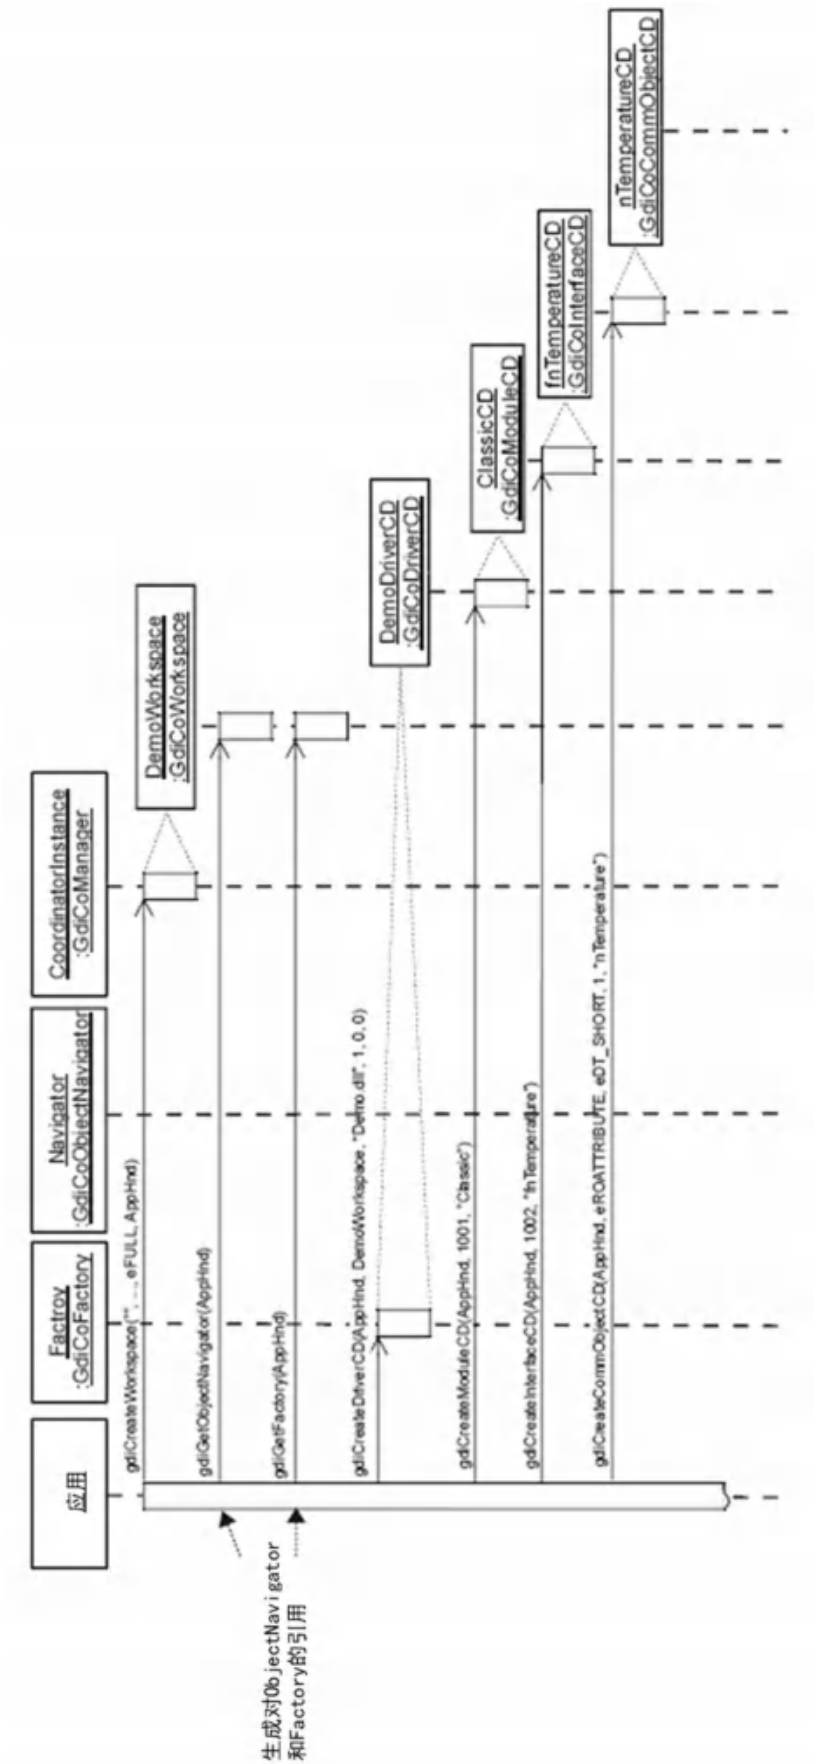 应用
Factroy
:GdiCoFactory
Navigator
:GdiCoObjectNavigator
CoordinatorInstance
:GdiCoManager
gdiCreateWorkspace("", ..., eFULL, AppHnd)
DemoWorkspace
:GdiCoWorkspace
gdiGetObjectNavigator(AppHnd)
gdiGetFactory(AppHnd)
生成对ObjectNavigator
和Factory的引用
gdiCreateDriverCD(AppHnd, DemoWorkspace, "Demo.dll", 1, 0, 0)
DemoDriverCD
:GdiCoDriverCD
gdiCreateModuleCD(AppHnd, 1001, "Classic")
ClassicCD
:GdiCoModuleCD
gdiCreateInterfaceCD(AppHnd, 1002, "fnTemperature")
fnTemperatureCD
:GdiCoInterfaceCD
gdiCreateCommObjectCD(AppHnd, eROATTRIBUTE, eDT_SHORT, 1, "nTemperature")
nTemperatureCD
:GdiCoCommObjectCD